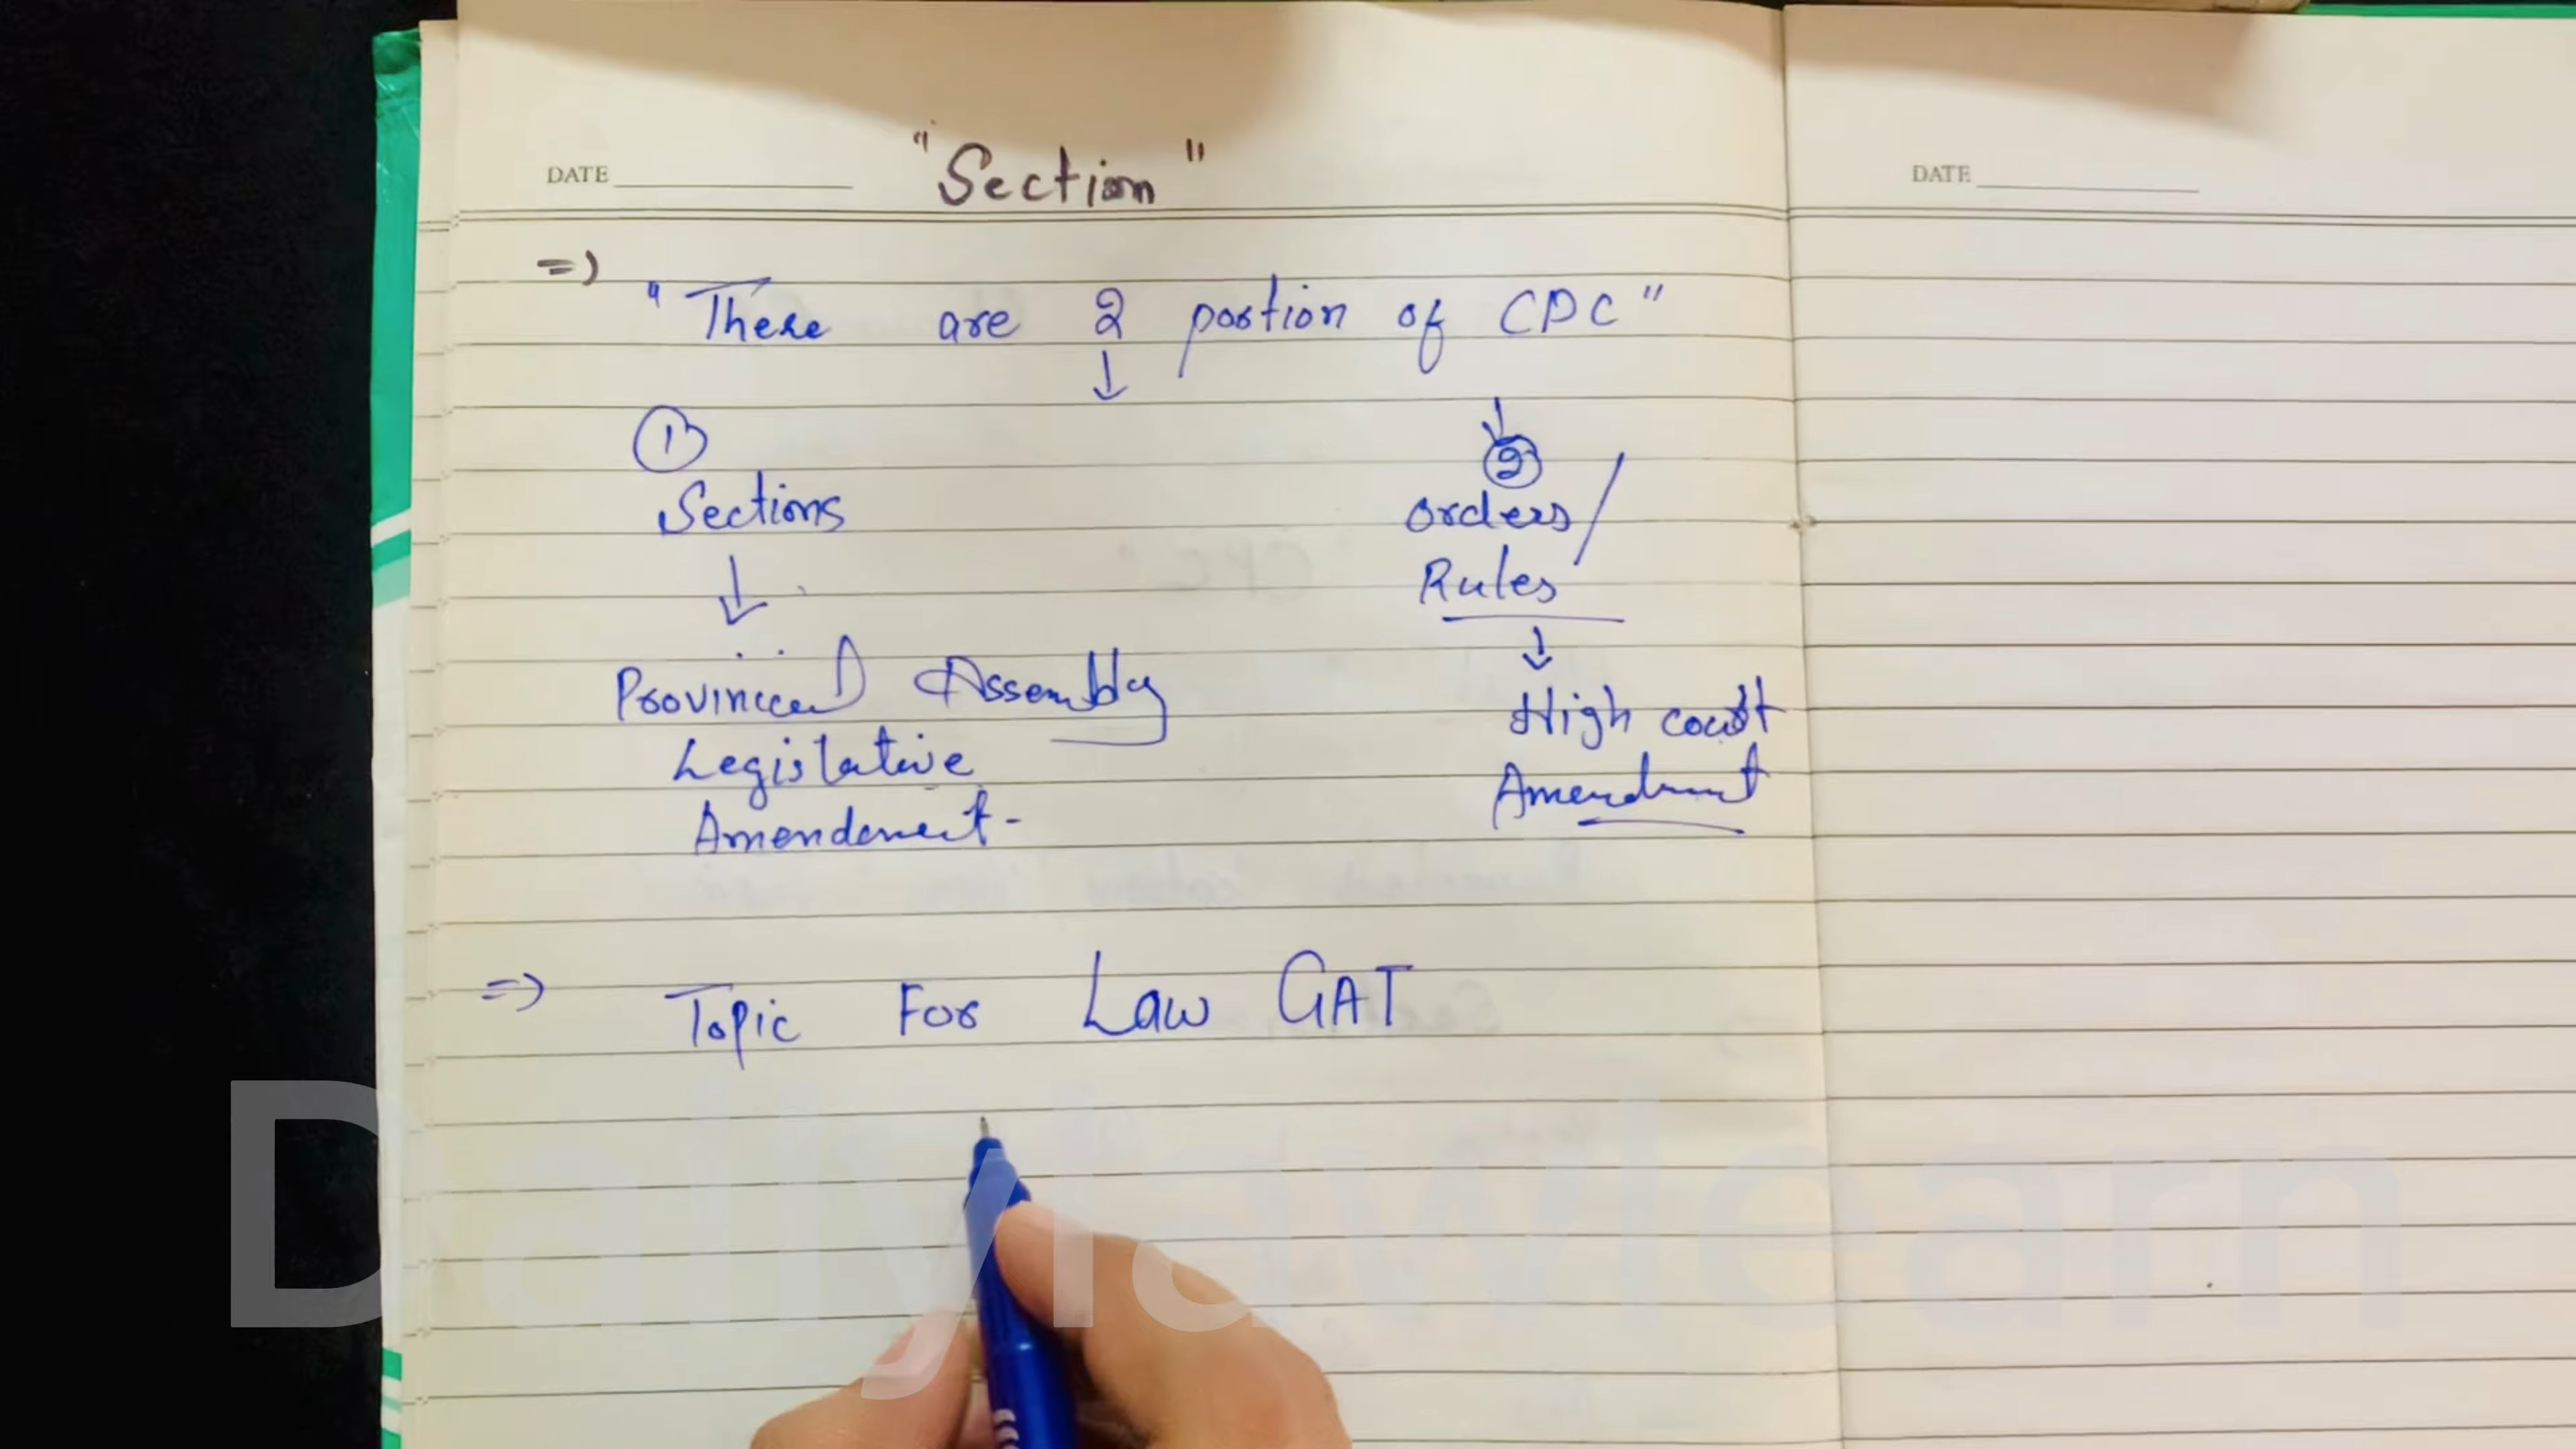 DATE
"Section"
DATE
=> "There are 2 portion of CPC"
↓
① Sections
↓
Provincial Assembly
Legislative
Amendment-
↓
② orders/
Rules
↓
High court
Amendment
=> Topic For Law GAT
Dailylawlearn